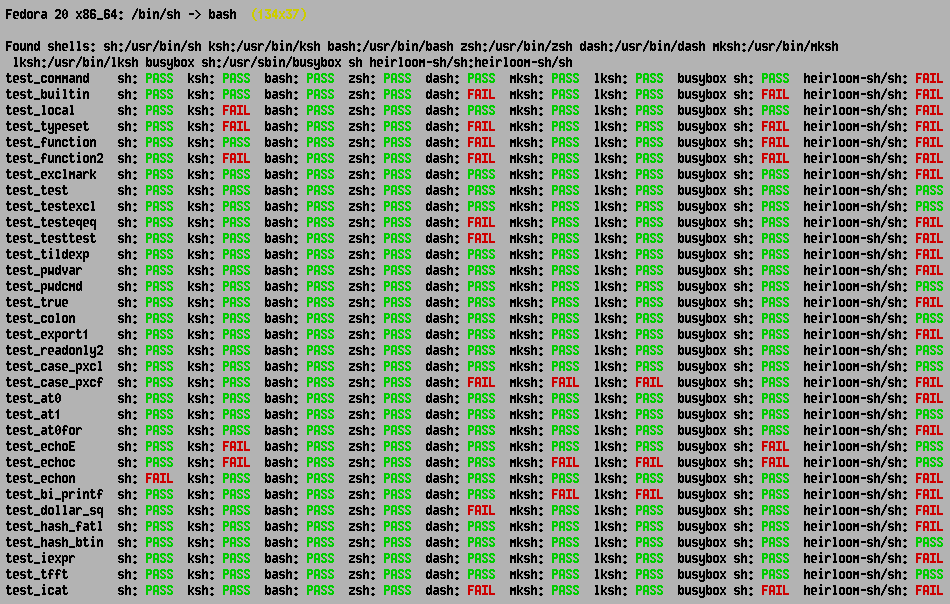 Fedora 20 x86_64: /bin/sh -> bash (134x57)
Found shells: sh:/usr/bin/sh ksh:/usr/bin/ksh bash:/usr/bin/bash zsh:/usr/bin/zsh dash:/usr/bin/dash mksh:/usr/bin/mksh
lksh:/usr/bin/lksh busybox sh:/usr/sbin/busybox sh heirloom-sh/sh:heirloom-sh/sh
test_command sh: PASS ksh: PASS bash: PASS zsh: PASS dash: PASS mksh: PASS lksh: PASS busybox sh: PASS heirloom-sh/sh: FAIL
test_builtin sh: PASS ksh: PASS bash: PASS zsh: PASS dash: FAIL mksh: PASS lksh: PASS busybox sh: FAIL heirloom-sh/sh: FAIL
test_local sh: PASS ksh: FAIL bash: PASS zsh: PASS dash: PASS mksh: PASS lksh: PASS busybox sh: PASS heirloom-sh/sh: FAIL
test_typeset sh: PASS ksh: FAIL bash: PASS zsh: PASS dash: FAIL mksh: PASS lksh: PASS busybox sh: FAIL heirloom-sh/sh: FAIL
test_function sh: PASS ksh: PASS bash: PASS zsh: PASS dash: FAIL mksh: PASS lksh: PASS busybox sh: FAIL heirloom-sh/sh: FAIL
test_function2 sh: PASS ksh: FAIL bash: PASS zsh: PASS dash: FAIL mksh: PASS lksh: PASS busybox sh: FAIL heirloom-sh/sh: FAIL
test_exclmark sh: PASS ksh: PASS bash: PASS zsh: PASS dash: PASS mksh: PASS lksh: PASS busybox sh: PASS heirloom-sh/sh: FAIL
test_test sh: PASS ksh: PASS bash: PASS zsh: PASS dash: PASS mksh: PASS lksh: PASS busybox sh: PASS heirloom-sh/sh: PASS
test_testexcl sh: PASS ksh: PASS bash: PASS zsh: PASS dash: PASS mksh: PASS lksh: PASS busybox sh: PASS heirloom-sh/sh: PASS
test_testeqeq sh: PASS ksh: PASS bash: PASS zsh: PASS dash: FAIL mksh: PASS lksh: PASS busybox sh: PASS heirloom-sh/sh: FAIL
test_testtest sh: PASS ksh: PASS bash: PASS zsh: PASS dash: FAIL mksh: PASS lksh: PASS busybox sh: PASS heirloom-sh/sh: FAIL
test_tildexp sh: PASS ksh: PASS bash: PASS zsh: PASS dash: PASS mksh: PASS lksh: PASS busybox sh: PASS heirloom-sh/sh: FAIL
test_pwdvar sh: PASS ksh: PASS bash: PASS zsh: PASS dash: PASS mksh: PASS lksh: PASS busybox sh: PASS heirloom-sh/sh: FAIL
test_pwdcmd sh: PASS ksh: PASS bash: PASS zsh: PASS dash: PASS mksh: PASS lksh: PASS busybox sh: PASS heirloom-sh/sh: PASS
test_true sh: PASS ksh: PASS bash: PASS zsh: PASS dash: PASS mksh: PASS lksh: PASS busybox sh: PASS heirloom-sh/sh: FAIL
test_colon sh: PASS ksh: PASS bash: PASS zsh: PASS dash: PASS mksh: PASS lksh: PASS busybox sh: PASS heirloom-sh/sh: PASS
test_export1 sh: PASS ksh: PASS bash: PASS zsh: PASS dash: PASS mksh: PASS lksh: PASS busybox sh: PASS heirloom-sh/sh: FAIL
test_readonly2 sh: PASS ksh: PASS bash: PASS zsh: PASS dash: PASS mksh: PASS lksh: PASS busybox sh: PASS heirloom-sh/sh: PASS
test_case_pxcl sh: PASS ksh: PASS bash: PASS zsh: PASS dash: PASS mksh: PASS lksh: PASS busybox sh: PASS heirloom-sh/sh: PASS
test_case_pxcf sh: PASS ksh: PASS bash: PASS zsh: PASS dash: FAIL mksh: FAIL lksh: FAIL busybox sh: PASS heirloom-sh/sh: FAIL
test_at0 sh: PASS ksh: PASS bash: PASS zsh: PASS dash: PASS mksh: PASS lksh: PASS busybox sh: PASS heirloom-sh/sh: FAIL
test_at1 sh: PASS ksh: PASS bash: PASS zsh: PASS dash: PASS mksh: PASS lksh: PASS busybox sh: PASS heirloom-sh/sh: PASS
test_at0for sh: PASS ksh: PASS bash: PASS zsh: PASS dash: PASS mksh: PASS lksh: PASS busybox sh: PASS heirloom-sh/sh: FAIL
test_echoE sh: PASS ksh: FAIL bash: PASS zsh: PASS dash: FAIL mksh: PASS lksh: PASS busybox sh: FAIL heirloom-sh/sh: FAIL
test_echoc sh: PASS ksh: FAIL bash: PASS zsh: PASS dash: PASS mksh: FAIL lksh: FAIL busybox sh: FAIL heirloom-sh/sh: PASS
test_echon sh: FAIL ksh: PASS bash: PASS zsh: PASS dash: PASS mksh: PASS lksh: PASS busybox sh: PASS heirloom-sh/sh: FAIL
test_bi_printf sh: PASS ksh: PASS bash: PASS zsh: PASS dash: PASS mksh: FAIL lksh: FAIL busybox sh: PASS heirloom-sh/sh: FAIL
test_dollar_sq sh: PASS ksh: PASS bash: PASS zsh: PASS dash: FAIL mksh: PASS lksh: PASS busybox sh: PASS heirloom-sh/sh: FAIL
test_hash_fatl sh: PASS ksh: PASS bash: PASS zsh: PASS dash: PASS mksh: PASS lksh: PASS busybox sh: PASS heirloom-sh/sh: FAIL
test_hash_btin sh: PASS ksh: PASS bash: PASS zsh: PASS dash: PASS mksh: PASS lksh: PASS busybox sh: PASS heirloom-sh/sh: PASS
test_iexpr sh: PASS ksh: PASS bash: PASS zsh: PASS dash: PASS mksh: PASS lksh: PASS busybox sh: PASS heirloom-sh/sh: FAIL
test_tfft sh: PASS ksh: PASS bash: PASS zsh: PASS dash: PASS mksh: PASS lksh: PASS busybox sh: PASS heirloom-sh/sh: PASS
test_icat sh: PASS ksh: PASS bash: PASS zsh: PASS dash: FAIL mksh: PASS lksh: PASS busybox sh: FAIL heirloom-sh/sh: FAIL